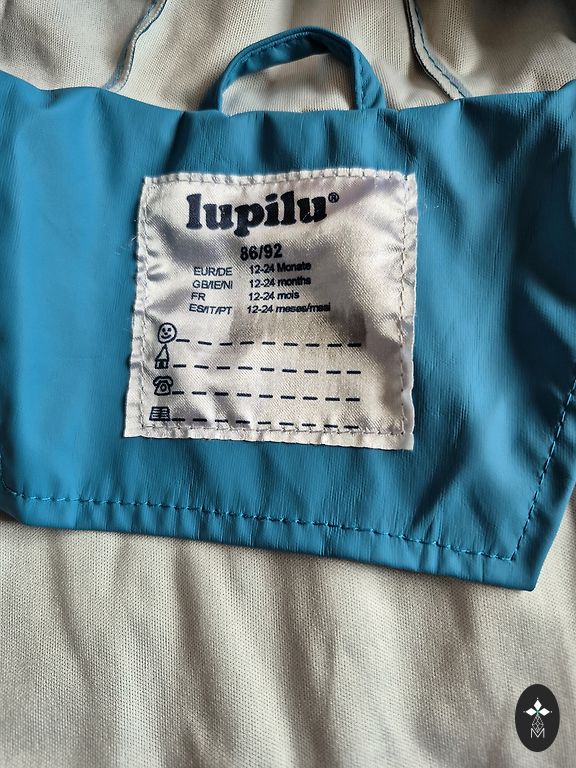 lupilu®
86/92
EUR/DE 12-24 Monate
GB/IE/NI 12-24 months
FR 12-24 mois
ES/IT/PT 12-24 meses/mesi
M